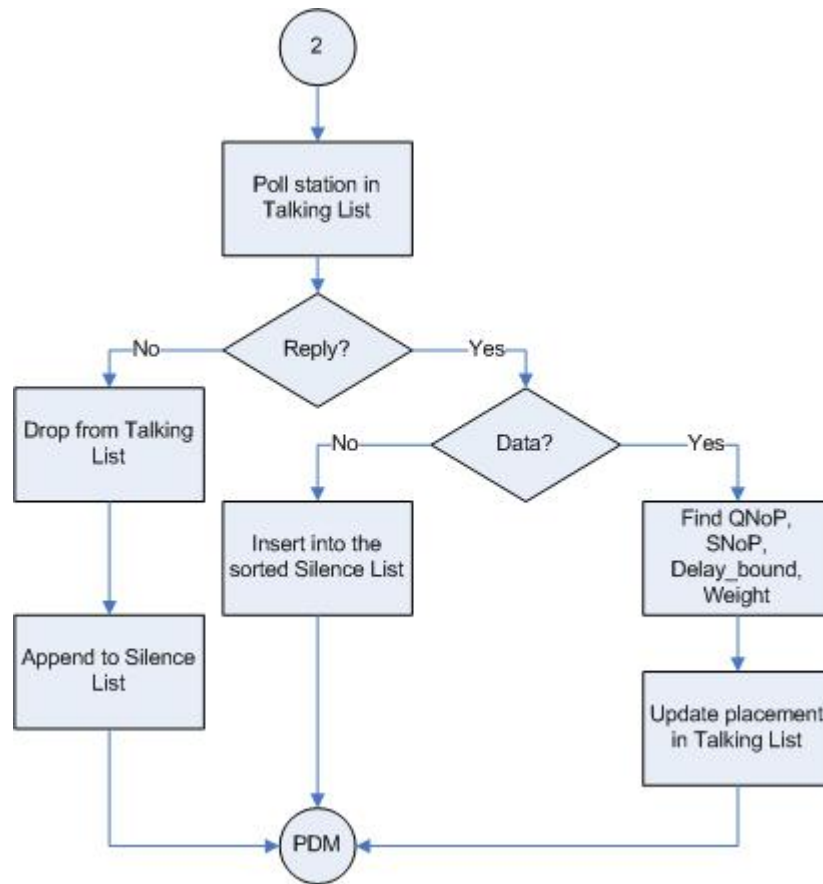 2
Poll station in
Talking List
Reply?
No
Yes
Drop from Talking
List
Data?
No
Yes
Insert into the
sorted Silence List
Find QNoP,
SNoP,
Delay_bound,
Weight
Append to Silence
List
Update placement
in Talking List
PDM